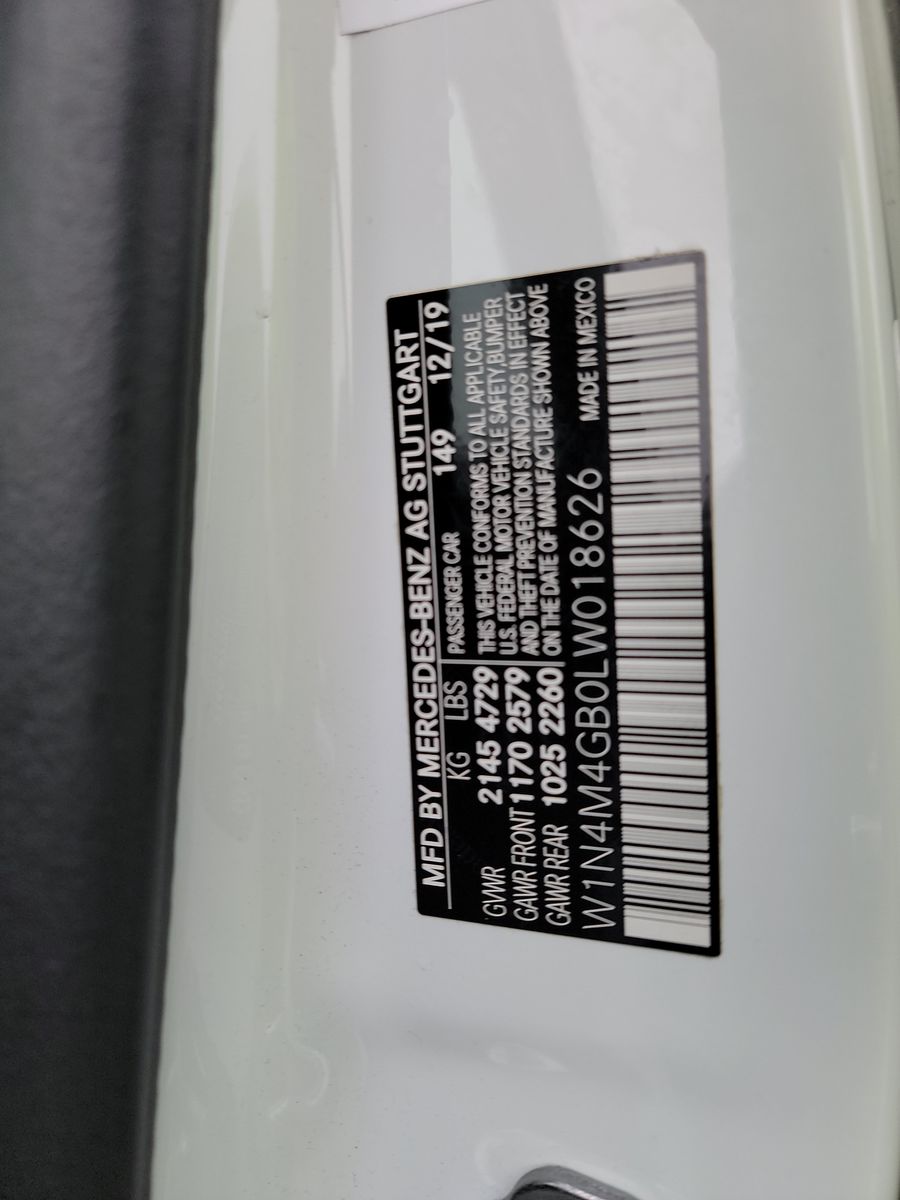 MFD BY MERCEDES-BENZ AG STUTTGART
KG LBS PASSENGER CAR 149 12/19
GVWR 2145 4729 THIS VEHICLE CONFORMS TO ALL APPLICABLE
GAWR FRONT 1170 2579 U.S. FEDERAL MOTOR VEHICLE SAFETY BUMPER
GAWR REAR 1025 2260 AND THEFT PREVENTION STANDARDS IN EFFECT
ON THE DATE OF MANUFACTURE SHOWN ABOVE
W1N4M4GB0LW018626 MADE IN MEXICO